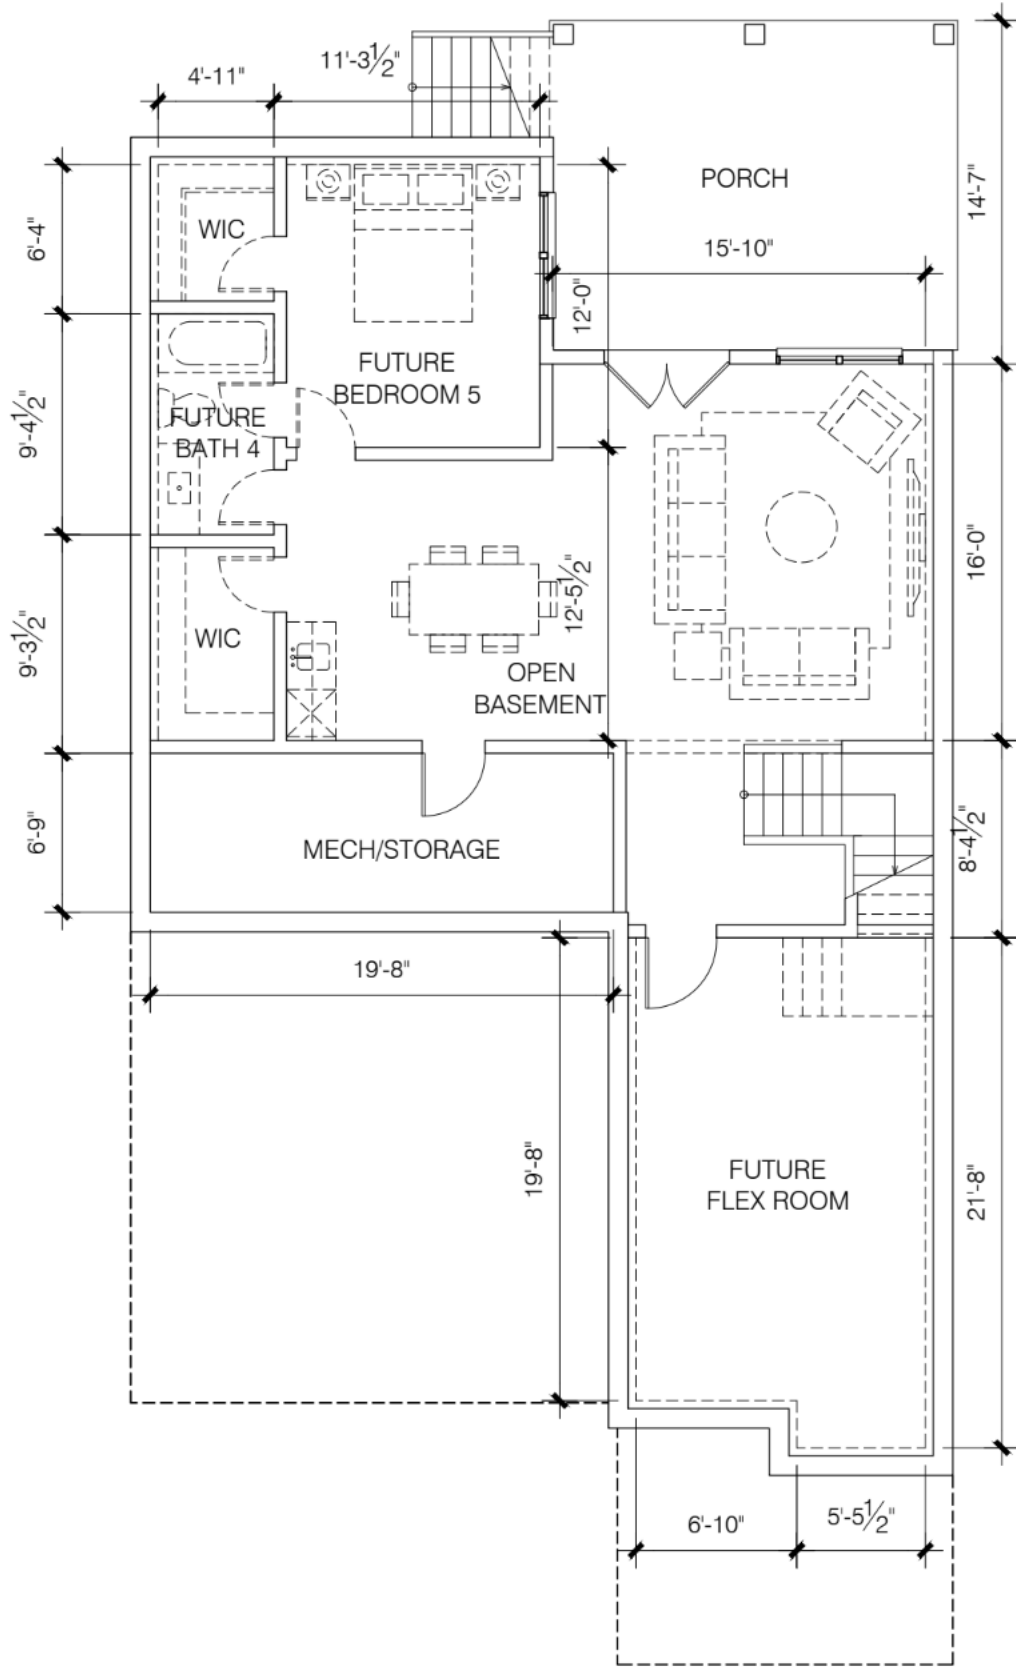 11'-3½"
4'-11"
PORCH
14'-7"
WIC
6'-4"
15'-10"
12'-0"
FUTURE
BEDROOM 5
9'-4½"
FUTURE
BATH 4
16'-0"
12'-5½"
9'-3½"
WIC
OPEN
BASEMENT
6'-9"
MECH/STORAGE
8'-4½"
19'-8"
19'-8"
FUTURE
FLEX ROOM
21'-8"
6'-10"
5'-5½"